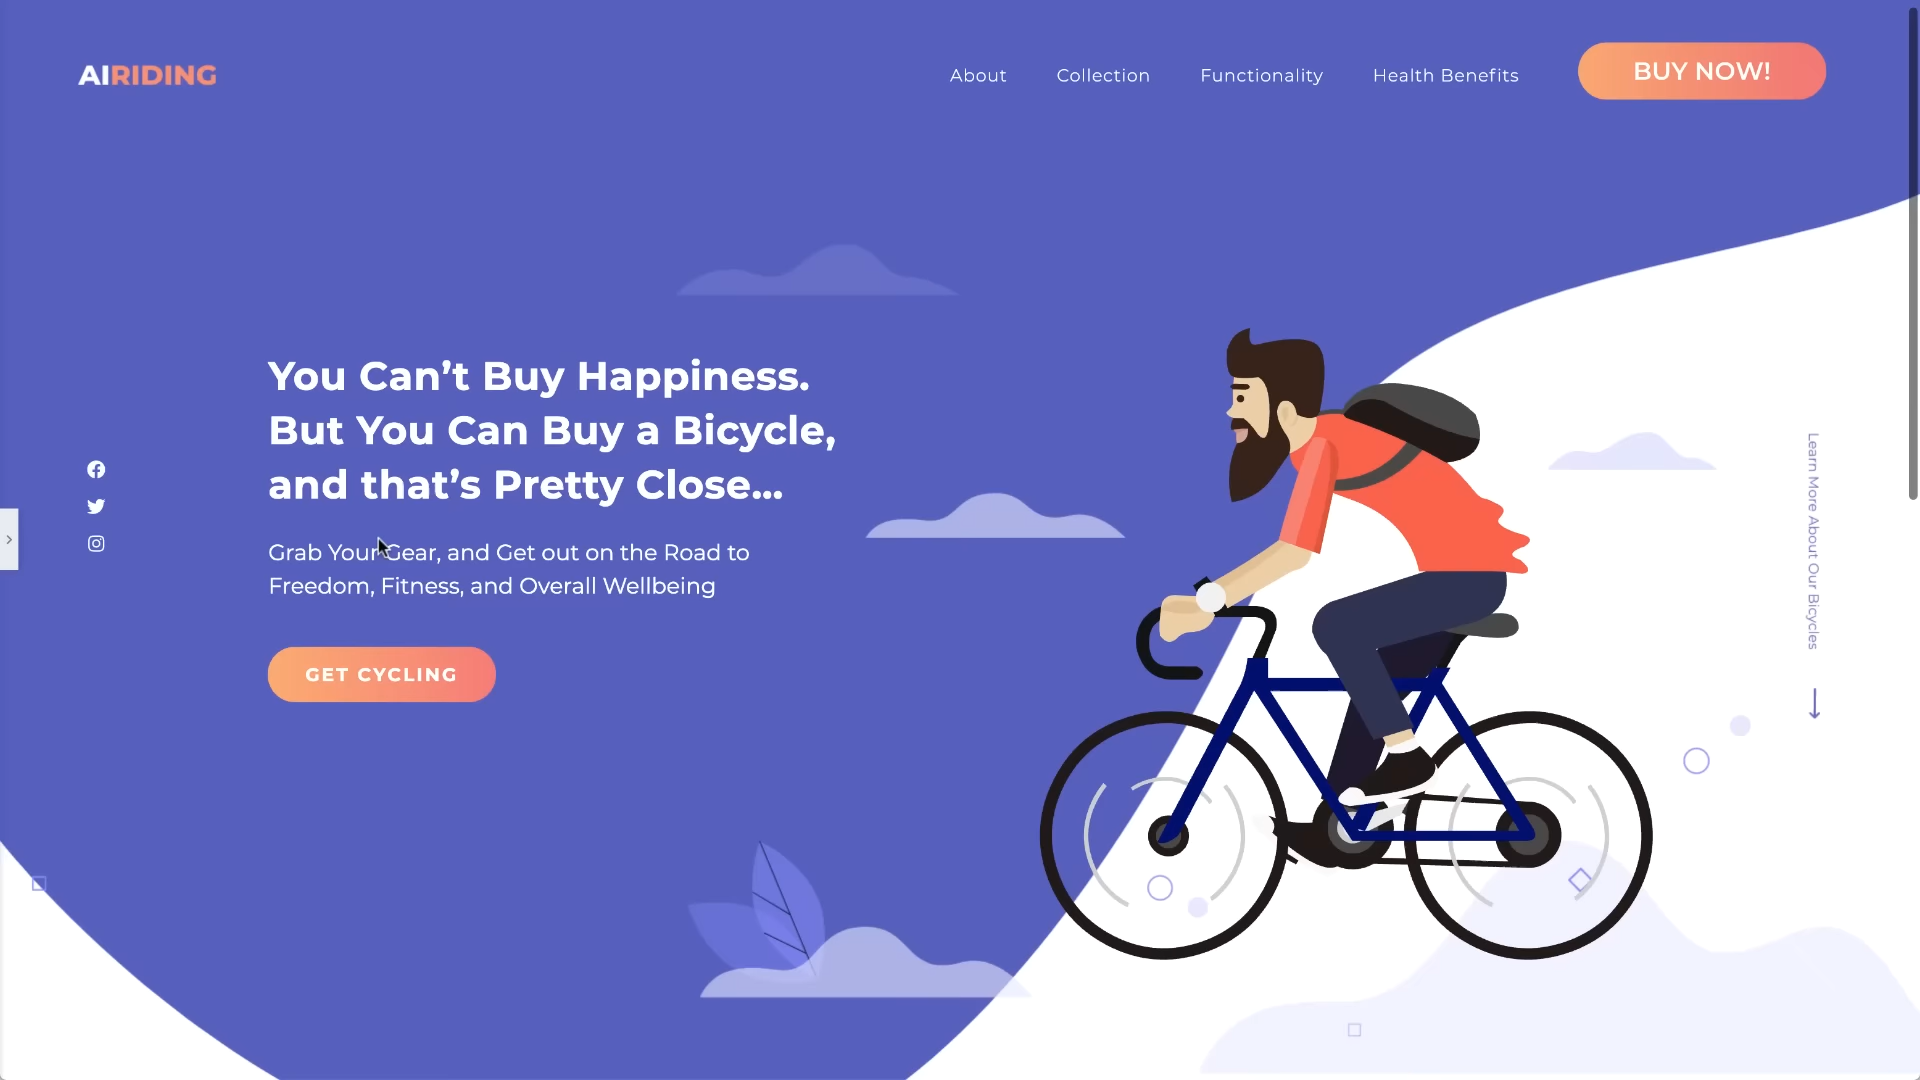 AIRIDING
About
Collection
Functionality
Health Benefits
BUY NOW!
You Can’t Buy Happiness.
But You Can Buy a Bicycle,
and that’s Pretty Close...
Grab Your Gear, and Get out on the Road to
Freedom, Fitness, and Overall Wellbeing
GET CYCLING
Learn More About Our Bicycles